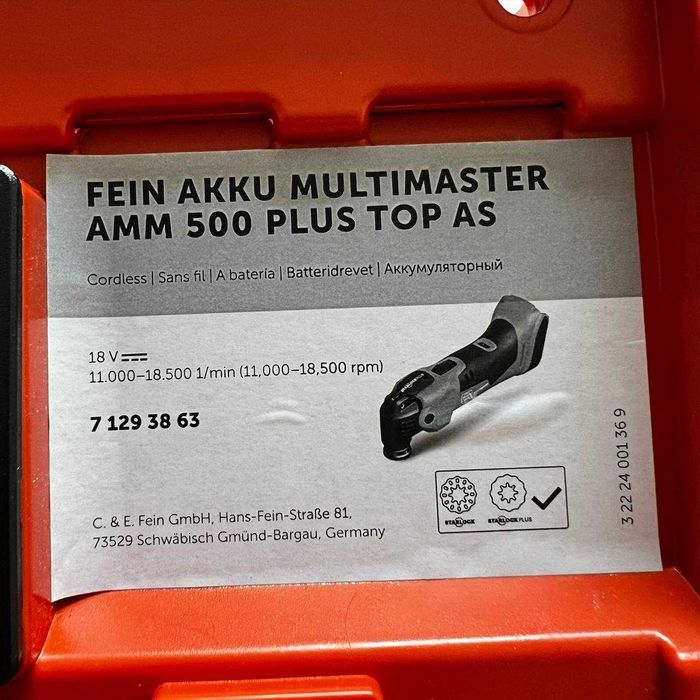 FEIN AKKU MULTIMASTER
AMM 500 PLUS TOP AS
Cordless | Sans fil | A batería | Batteridrevet | Аккумуляторный
18 V
11.000–18.500 1/min (11,000–18,500 rpm)
7 129 38 63
STARLOCK
STARLOCK PLUS
C. & E. Fein GmbH, Hans-Fein-Straße 81,
73529 Schwäbisch Gmünd-Bargau, Germany
3 22 24 001 36 9